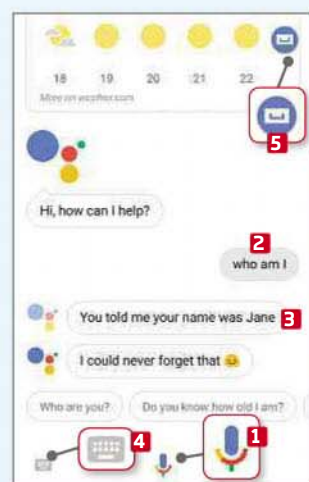 18 19 20 21 22
More on weather.com
5
Hi, how can I help?
2
who am I
You told me your name was Jane 3
I could never forget that
Who are you? Do you know how old I am?
4 1